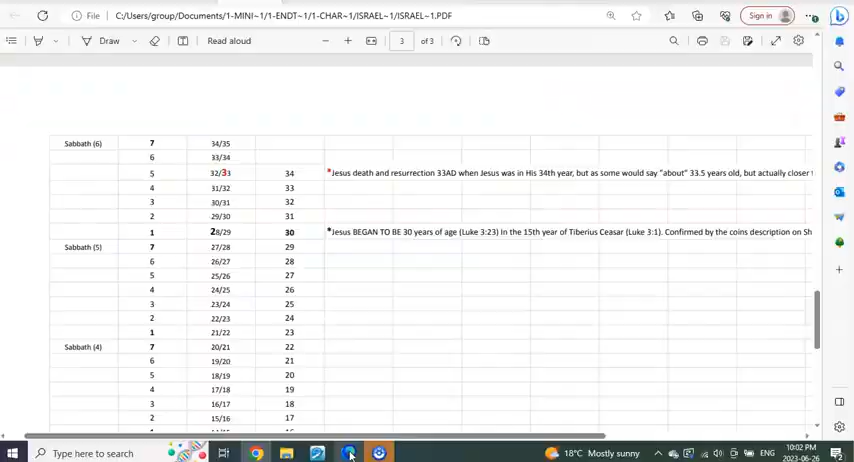 File C:/Users/group/Documents/1-MINI~1/1-ENDT~1/1-CHAR~1/ISRAEL~1/ISRAEL~1.PDF Sign in
Draw Read aloud 3 of 3
Sabbath (6) 7 34/35
6 33/34
5 32/33 34 *Jesus death and resurrection 33AD when Jesus was in His 34th year, but as some would say "about" 33.5 years old, but actually closer
4 31/32 33
3 30/31 32
2 29/30 31
1 28/29 30 *Jesus BEGAN TO BE 30 years of age (Luke 3:23) In the 15th year of Tiberius Ceasar (Luke 3:1). Confirmed by the coins description on Sh
Sabbath (5) 7 27/28 29
6 26/27 28
5 25/26 27
4 24/25 26
3 23/24 25
2 22/23 24
1 21/22 23
Sabbath (4) 7 20/21 22
6 19/20 21
5 18/19 20
4 17/18 19
3 16/17 18
2 15/16 17
Type here to search 18°C Mostly sunny ENG 10:02 PM
2023-06-26